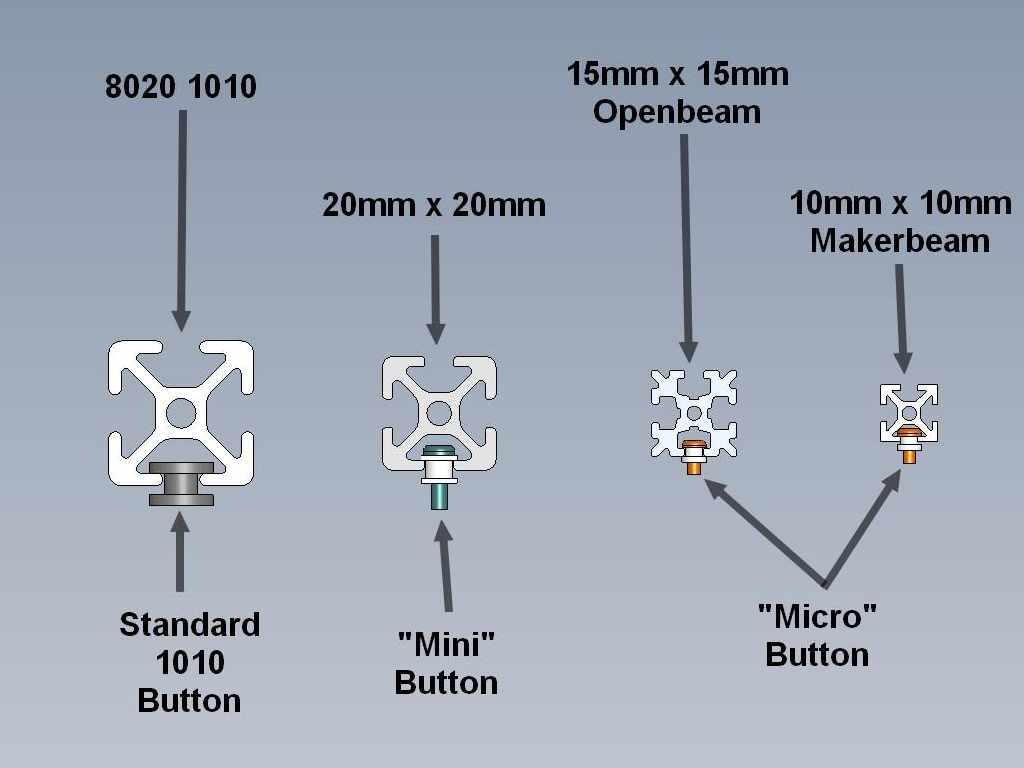 8020 1010
20mm x 20mm
15mm x 15mm
Openbeam
10mm x 10mm
Makerbeam
Standard
1010
Button
"Mini"
Button
"Micro"
Button